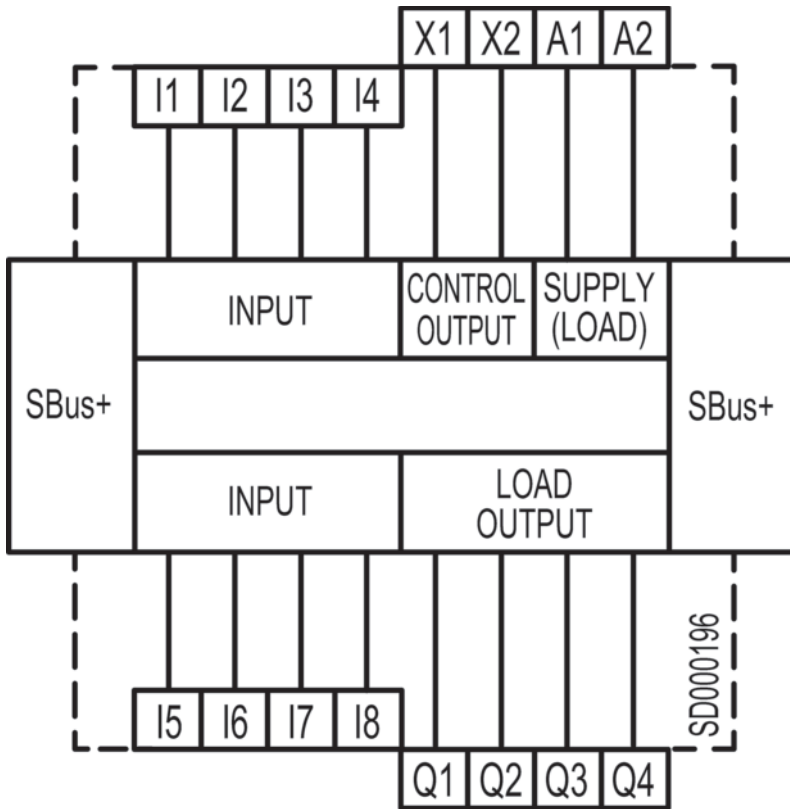 X1 X2 A1 A2
I1 I2 I3 I4
INPUT
CONTROL
OUTPUT
SUPPLY
(LOAD)
SBus+
SBus+
INPUT
LOAD
OUTPUT
SD000196
I5 I6 I7 I8
Q1 Q2 Q3 Q4